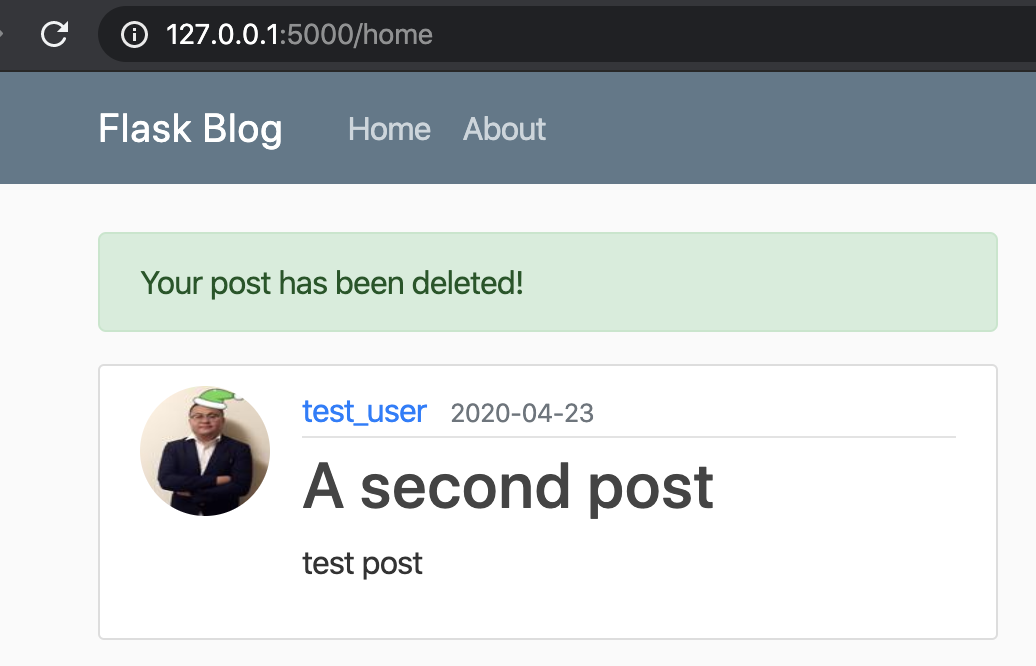 127.0.0.1:5000/home
Flask Blog Home About
Your post has been deleted!
test_user 2020-04-23
A second post
test post